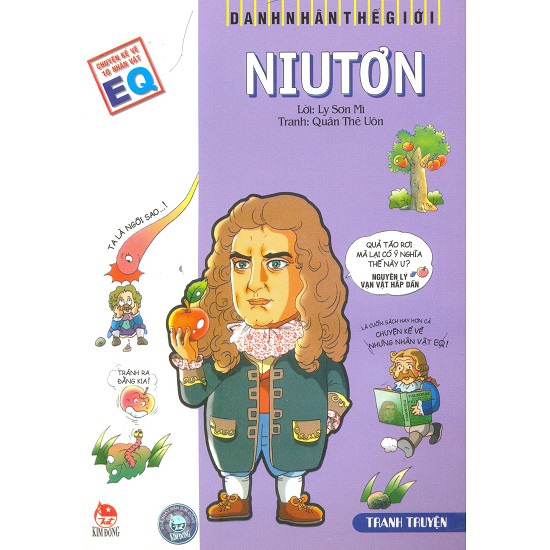 DANH NHÂN THẾ GIỚI
CHUYỆN KỂ VỀ
10 NHÂN VẬT
EQ
NIUTƠN
Lời: Ly Sơn Mi
Tranh: Quân Thê Uôn
TA LÀ NGÔI SAO...!
QUẢ TÁO RƠI
MÀ LẠI CÓ Ý NGHĨA
THẾ NÀY Ư?
NGUYÊN LÝ
VẠN VẬT HẤP DẪN
LÀ CUỐN SÁCH HAY HƠN CẢ
CHUYỆN KỂ VỀ
NHỮNG NHÂN VẬT EQ!
TRÁNH RA
ĐẰNG KIA!
KIM ĐỒNG
KIM ĐỒNG
TRANH TRUYỆN